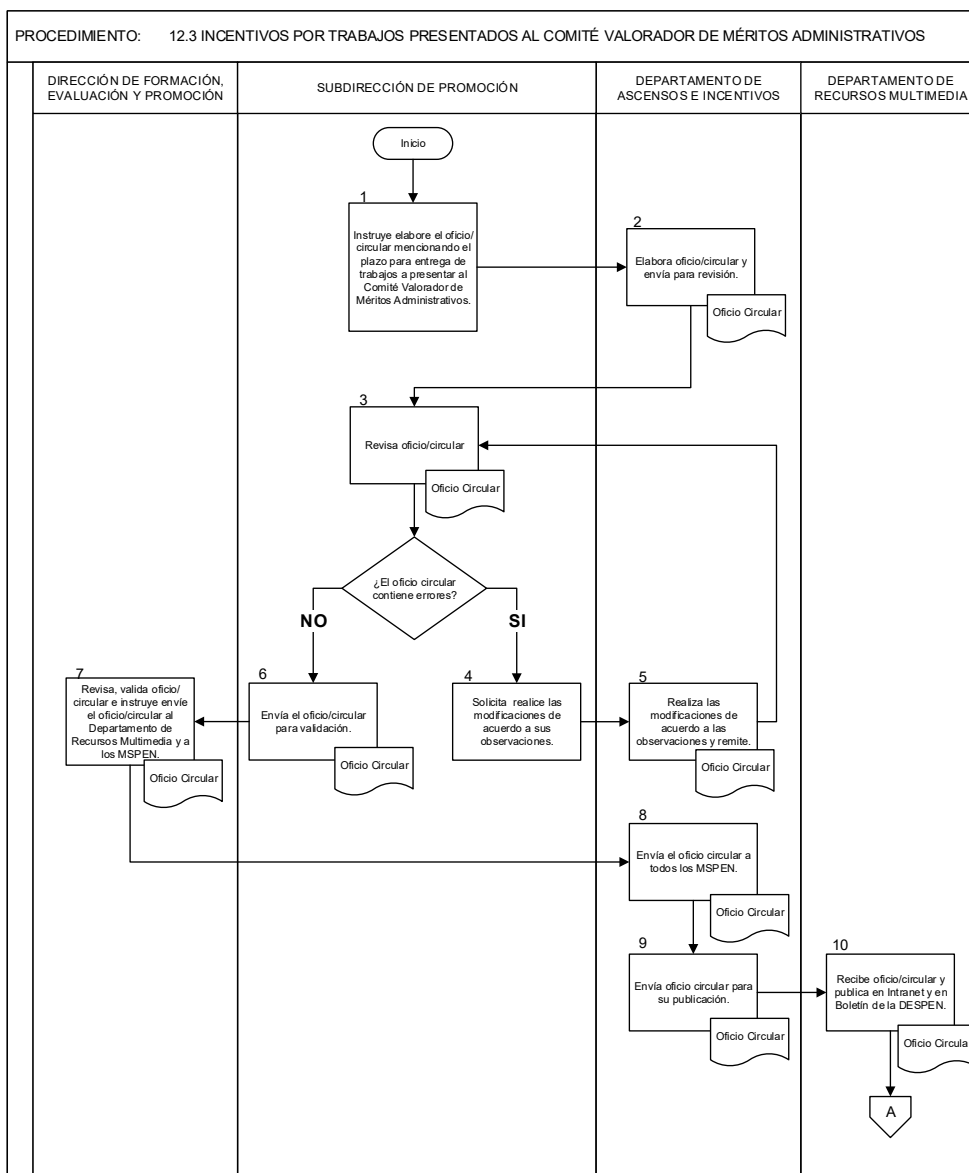 PROCEDIMIENTO: 12.3 INCENTIVOS POR TRABAJOS PRESENTADOS AL COMITÉ VALORADOR DE MÉRITOS ADMINISTRATIVOS
DIRECCIÓN DE FORMACIÓN,
EVALUACIÓN Y PROMOCIÓN
SUBDIRECCIÓN DE PROMOCIÓN
DEPARTAMENTO DE
ASCENSOS E INCENTIVOS
DEPARTAMENTO DE
RECURSOS MULTIMEDIA
Inicio
1
Instruye elabore el oficio/
circular mencionando el
plazo para entrega de
trabajos a presentar al
Comité Valorador de
Méritos Administrativos.
2
Elabora oficio/circular y
envía para revisión.
Oficio Circular
3
Revisa oficio/circular
Oficio Circular
¿El oficio circular
contiene errores?
NO
SI
7
Revisa, valida oficio/
circular e instruye envíe
el oficio/circular al
Departamento de
Recursos Multimedia y a
los MSPEN.
Oficio Circular
6
Envía el oficio/circular
para validación.
Oficio Circular
4
Solicita realice las
modificaciones de
acuerdo a sus
observaciones.
5
Realiza las
modificaciones de
acuerdo a las
observaciones y remite.
Oficio Circular
8
Envía el oficio circular a
todos los MSPEN.
Oficio Circular
9
Envía oficio circular para
su publicación.
Oficio Circular
10
Recibe oficio/circular y
publica en Intranet y en
Boletín de la DESPEN.
Oficio Circula
A